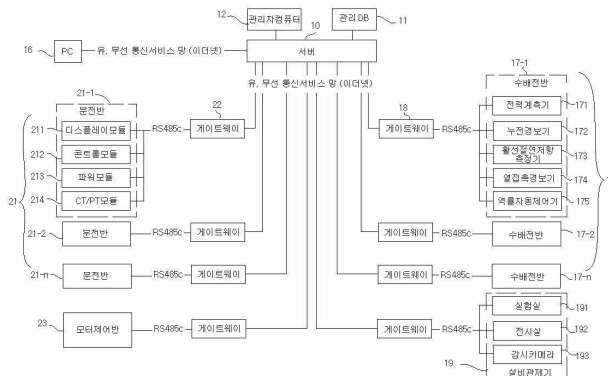 12
관리자컴퓨터
10
관리 DB
11
16
PC
유, 무선 통신서비스 망 (이더넷)
서버
유, 무선 통신서비스 망 (이더넷)
21-1
분전반
211
디스플레이모듈
212
콘트롤모듈
213
파워모듈
214
CT/PT모듈
21
RS485c
22
게이트웨이
18
게이트웨이
RS485c
17-1
수배전반
전력계측기
171
누전경보기
172
활선절연저항
측정기
173
열접촉경보기
174
역률자동제어기
175
21-2
분전반
RS485c
게이트웨이
게이트웨이
RS485c
수배전반
17-2
21-n
분전반
RS485c
게이트웨이
게이트웨이
RS485c
수배전반
17-n
23
모터제어반
RS485c
게이트웨이
게이트웨이
RS485c
실험실
191
전시실
192
감시카메라
193
19
설비관제기